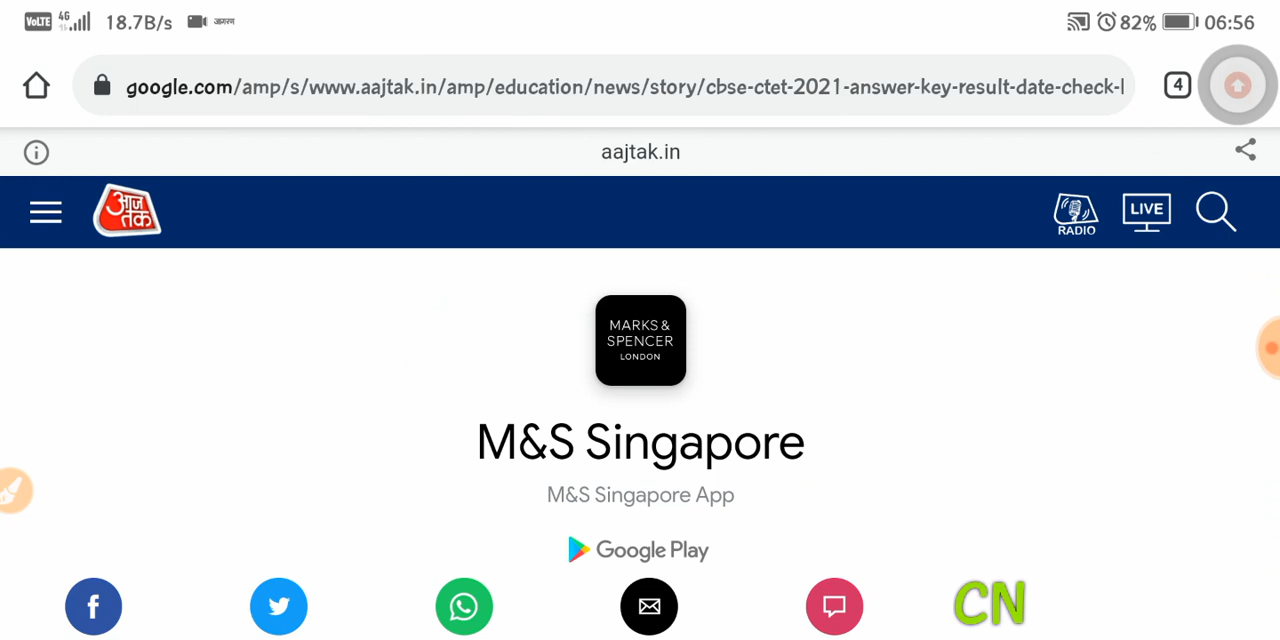 VoLTE 4G 18.7B/s जागरण 82% 06:56
google.com/amp/s/www.aajtak.in/amp/education/news/story/cbse-ctet-2021-answer-key-result-date-check-l 4
aajtak.in
आज तक RADIO LIVE
MARKS &
SPENCER
LONDON
M&S Singapore
M&S Singapore App
Google Play
CN